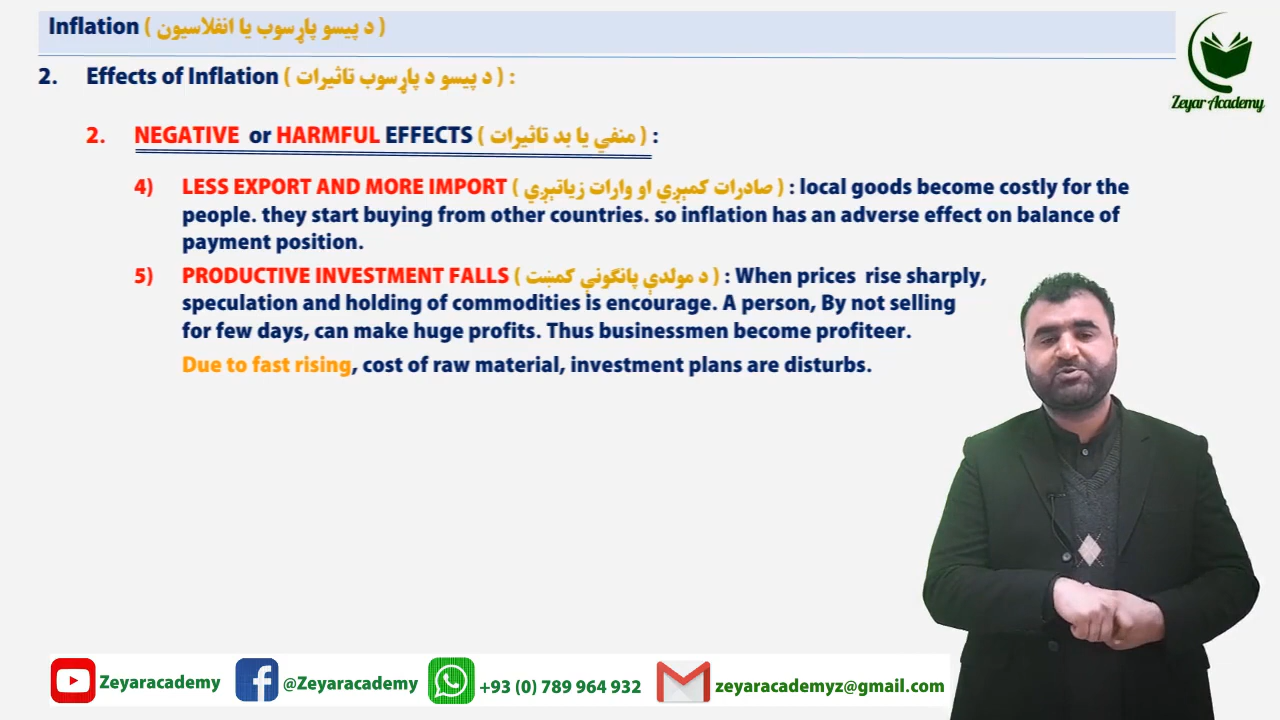 Inflation ( د پیسو پاړسوب یا انفلاسیون )
Zeyar Academy
2. Effects of Inflation ( د پیسو د پاړسوب تاثیرات ) :
2. NEGATIVE or HARMFUL EFFECTS ( منفي یا بد تاثیرات ) :
4) LESS EXPORT AND MORE IMPORT ( صادرات کمېږي او وارات زیاتېږي ) : local goods become costly for the
people. they start buying from other countries. so inflation has an adverse effect on balance of
payment position.
5) PRODUCTIVE INVESTMENT FALLS ( د مولدې پانګونې کمښت ) : When prices rise sharply,
speculation and holding of commodities is encourage. A person, By not selling
for few days, can make huge profits. Thus businessmen become profiteer.
Due to fast rising, cost of raw material, investment plans are disturbs.
Zeyaracademy @Zeyaracademy +93 (0) 789 964 932 zeyaracademyz@gmail.com